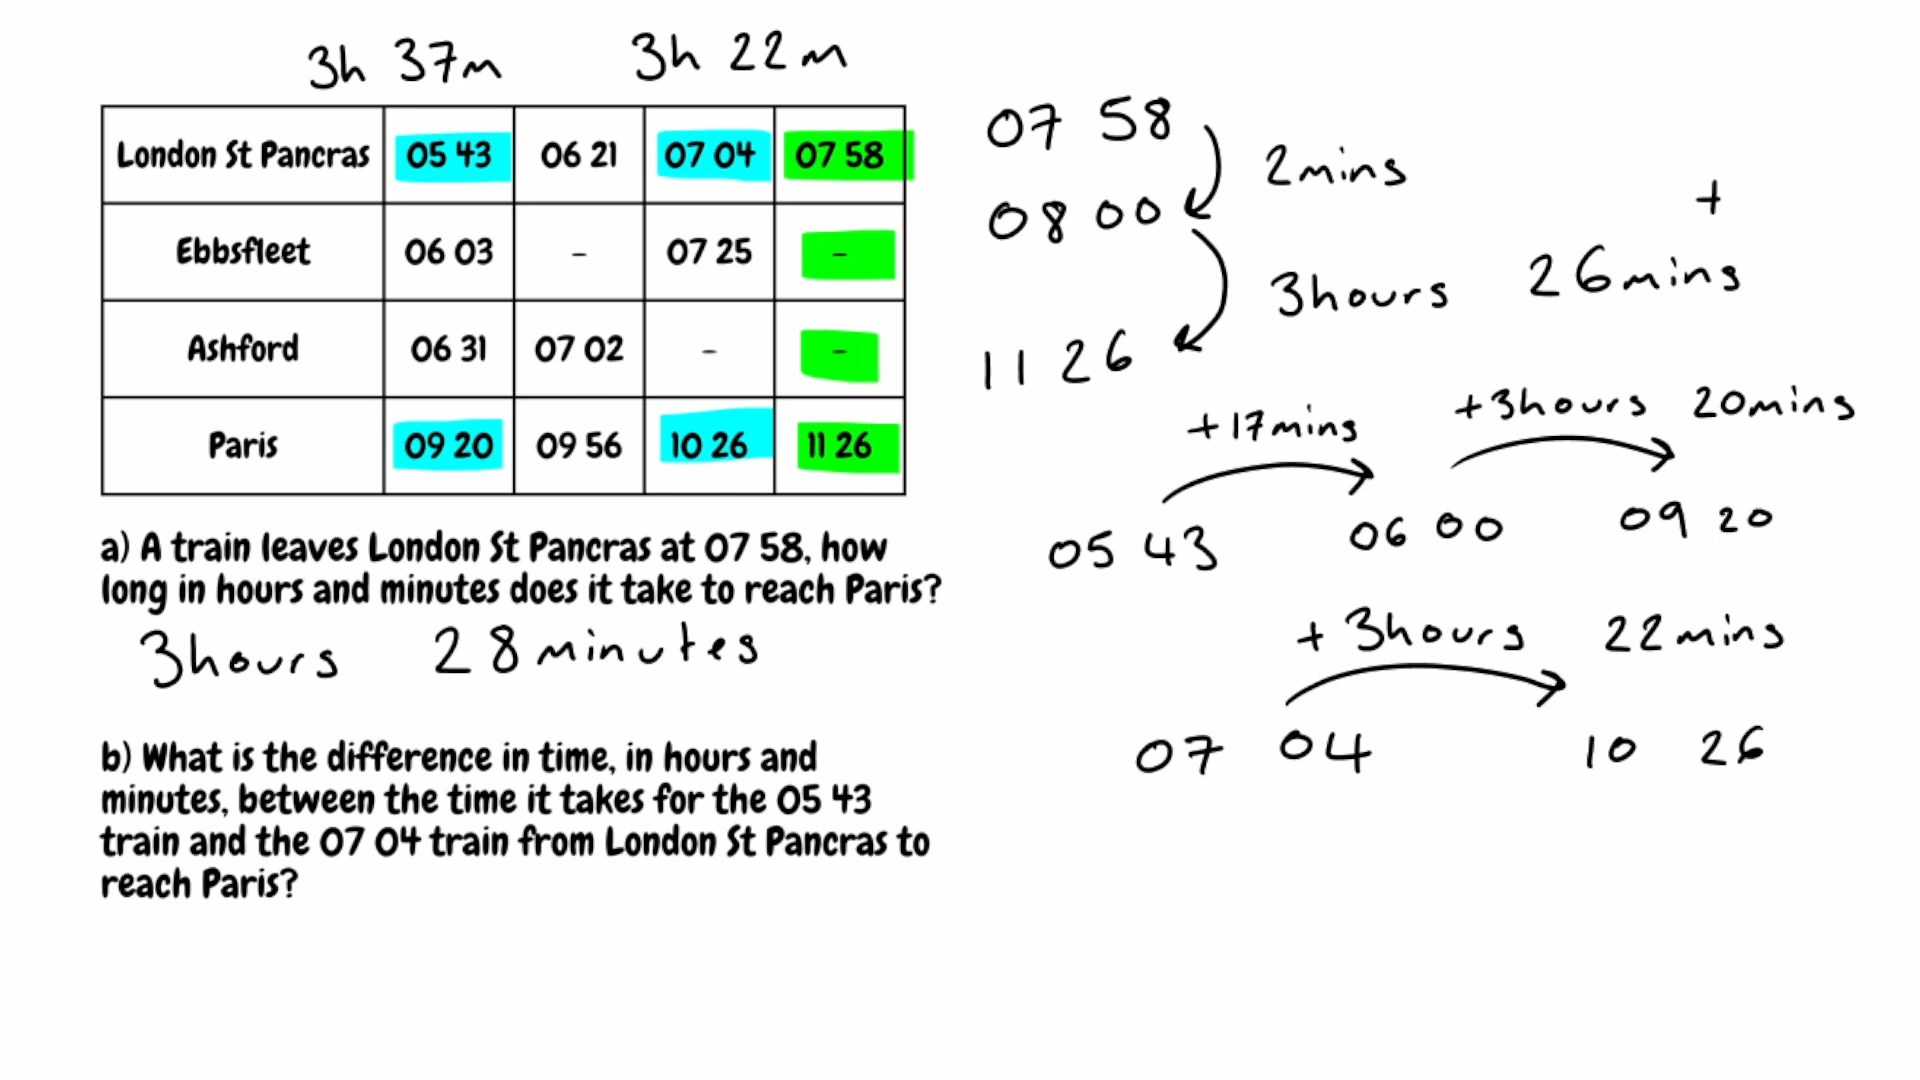 3h 37m 3h 22m
London St Pancras 05 43 06 21 07 04 07 58
Ebbsfleet 06 03 - 07 25 -
Ashford 06 31 07 02 - -
Paris 09 20 09 56 10 26 11 26
a) A train leaves London St Pancras at 07 58, how
long in hours and minutes does it take to reach Paris?
3hours 28minutes
b) What is the difference in time, in hours and
minutes, between the time it takes for the 05 43
train and the 07 04 train from London St Pancras to
reach Paris?
07 58
2mins
+
08 00
3hours 26mins
11 26
+17mins +3hours 20mins
05 43 06 00 09 20
+ 3hours 22mins
07 04 10 26